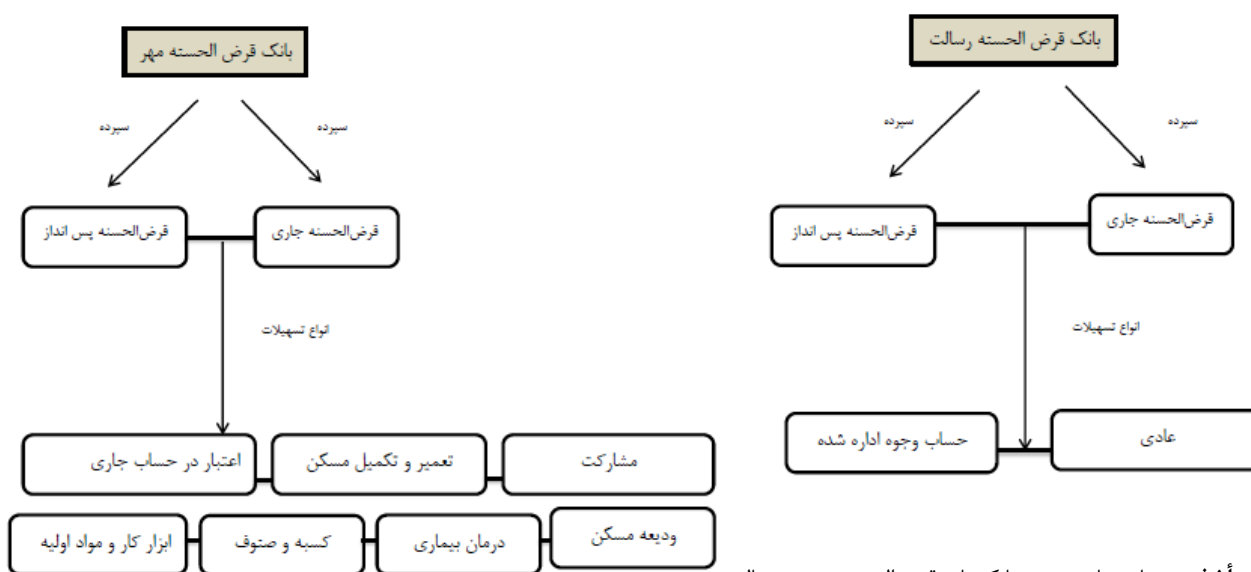 بانک قرض الحسته رسالت
سپرده
سپرده
قرض‌الحسنه جاری
قرض‌الحسنه پس انداز
انواع تسهیلات
عادی
حساب وجوه اداره شده
بانک قرض الحسته مهر
سپرده
سپرده
قرض‌الحسنه جاری
قرض‌الحسنه پس انداز
انواع تسهیلات
مشارکت
تعمیر و تکمیل مسکن
اعتبار در حساب جاری
ودیعه مسکن
درمان بیماری
کسبه و صنوف
ابزار کار و مواد اولیه